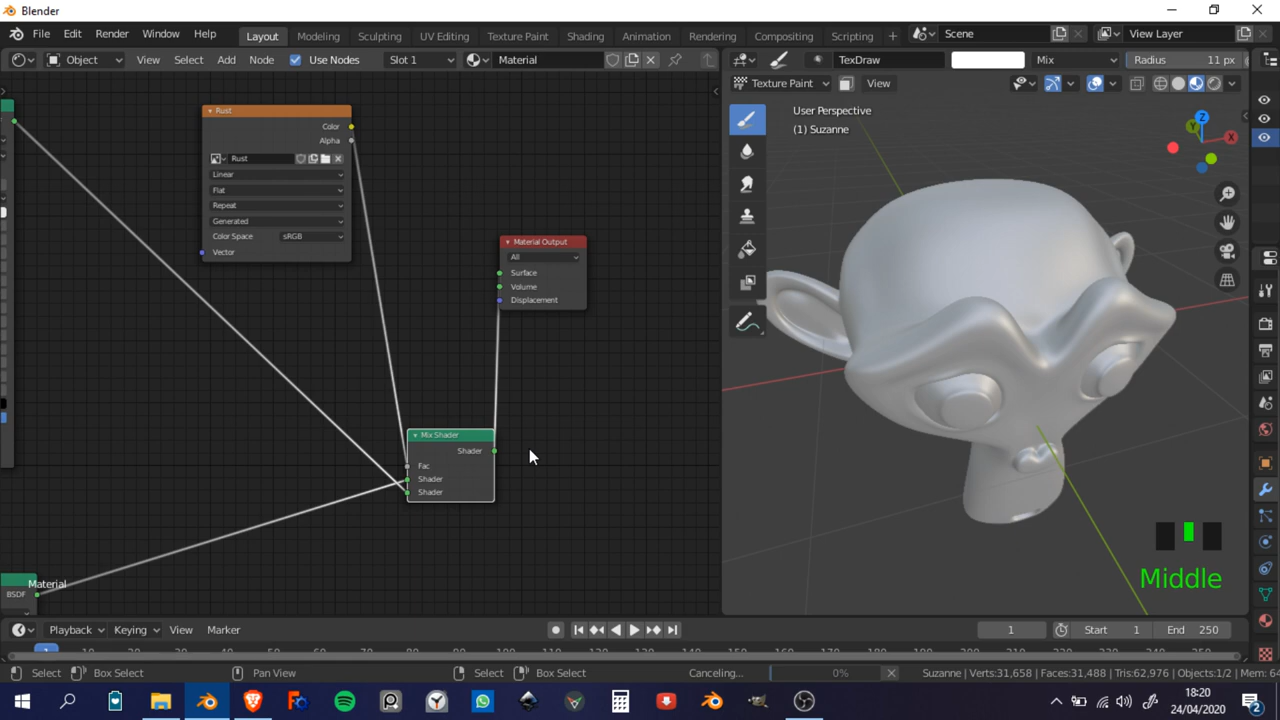 Blender
File Edit Render Window Help Layout Modeling Sculpting UV Editing Texture Paint Shading Animation Rendering Compositing Scripting + Scene View Layer
Object View Select Add Node Use Nodes Slot 1 Material TexDraw Mix Radius 11 px
Texture Paint View
User Perspective
(1) Suzanne
Z
Y
X
Rust
Color
Alpha
Rust
Linear
Flat
Repeat
Generated
Color Space sRGB
Vector
Material Output
All
Surface
Volume
Displacement
Mix Shader
Shader
Fac
Shader
Shader
Material
BSDF
Middle
Playback Keying View Marker 1 Start 1 End 250
Select Box Select Pan View Select Box Select Canceling... 0% Suzanne | Verts:31,658 | Faces:31,488 | Tris:62,976 | Objects:1/2 | Mem: 64
18:20
24/04/2020
2